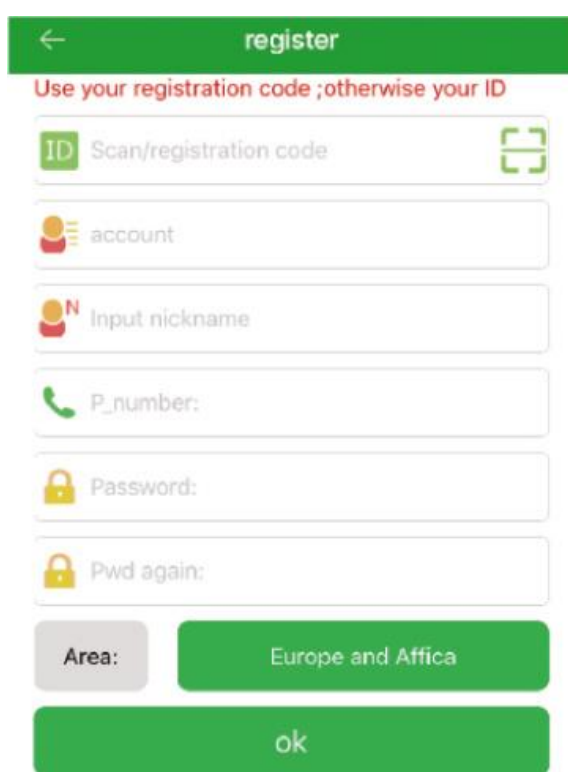 register
Use your registration code ;otherwise your ID
ID Scan/registration code
account
N Input nickname
P_number:
Password:
Pwd again:
Area: Europe and Affica
ok